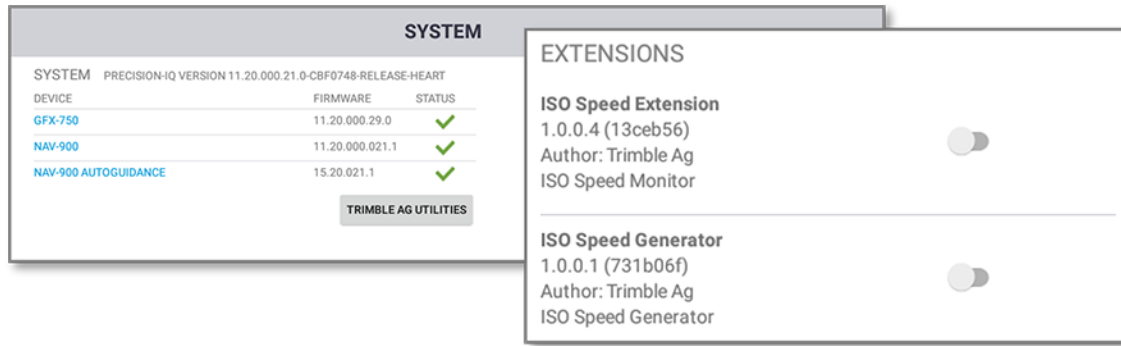 SYSTEM
SYSTEM PRECISION-IQ VERSION 11.20.000.21.0-CBF0748-RELEASE-HEART
DEVICE FIRMWARE STATUS
GFX-750 11.20.000.29.0
NAV-900 11.20.000.021.1
NAV-900 AUTOGUIDANCE 15.20.021.1
TRIMBLE AG UTILITIES
EXTENSIONS
ISO Speed Extension
1.0.0.4 (13ceb56)
Author: Trimble Ag
ISO Speed Monitor
ISO Speed Generator
1.0.0.1 (731b06f)
Author: Trimble Ag
ISO Speed Generator